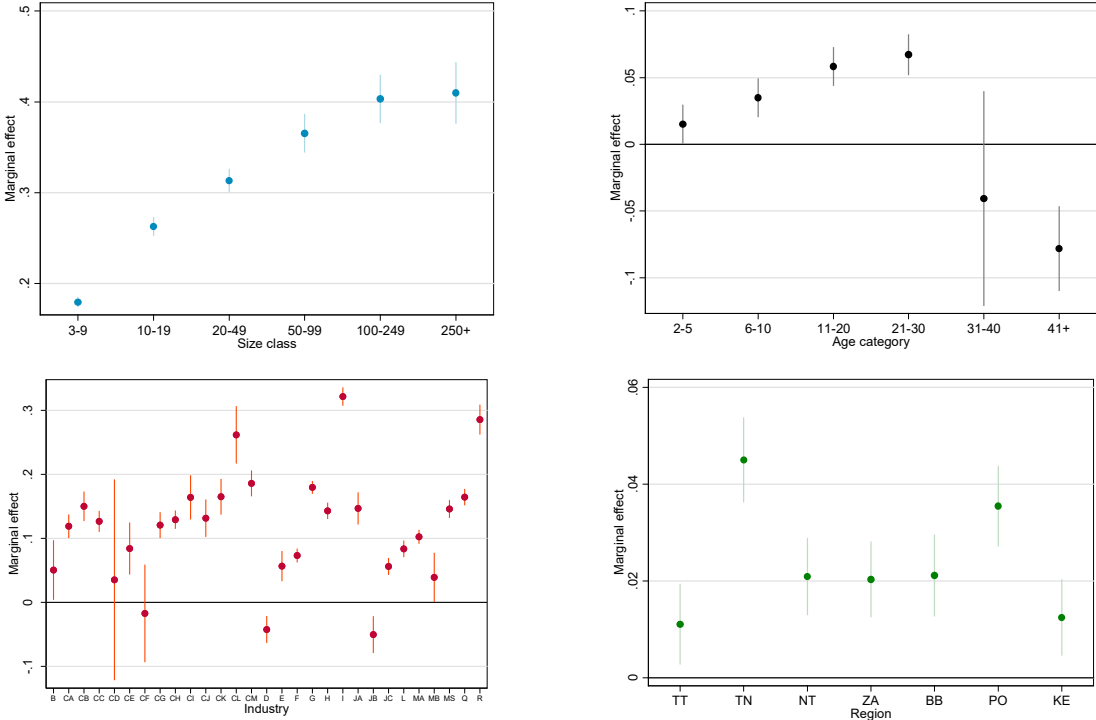 .5
.4
.3
.2
Marginal effect
3-9 10-19 20-49 50-99 100-249 250+
Size class
.1
.05
0
-.05
-.1
Marginal effect
2-5 6-10 11-20 21-30 31-40 41+
Age category
.3
.2
.1
0
-.1
Marginal effect
B CA CB CC CD CE CF CG CH CI CJ CK CL CM D E F G H I JA JB JC L MA MB MS Q R
Industry
.06
.04
.02
0
Marginal effect
TT TN NT ZA BB PO KE
Region